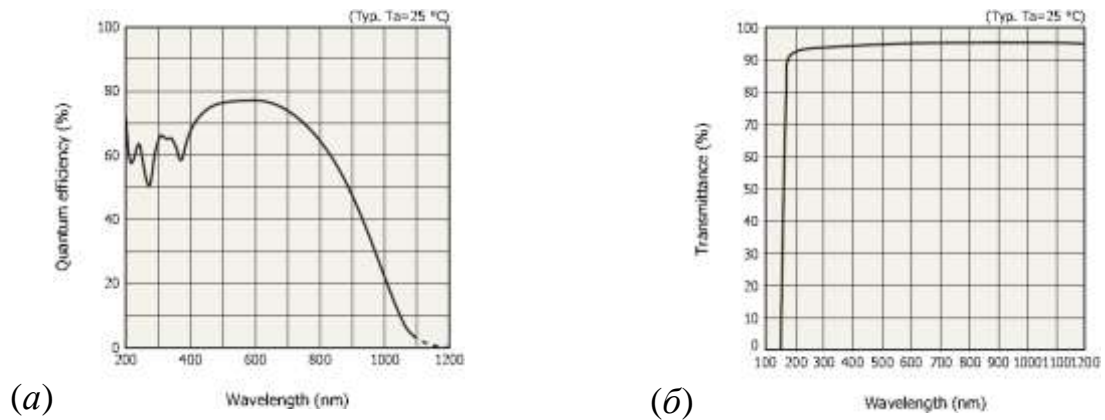 (Typ. Ta=25 °C)
100
80
60
40
20
0
Quantum efficiency (%)
200 400 600 800 1000 1200
Wavelength (nm)
(а)
(Typ. Ta=25 °C)
100
90
80
70
60
50
40
30
20
10
0
Transmittance (%)
100 200 300 400 500 600 700 800 900 1000 1100 1200
Wavelength (nm)
(б)